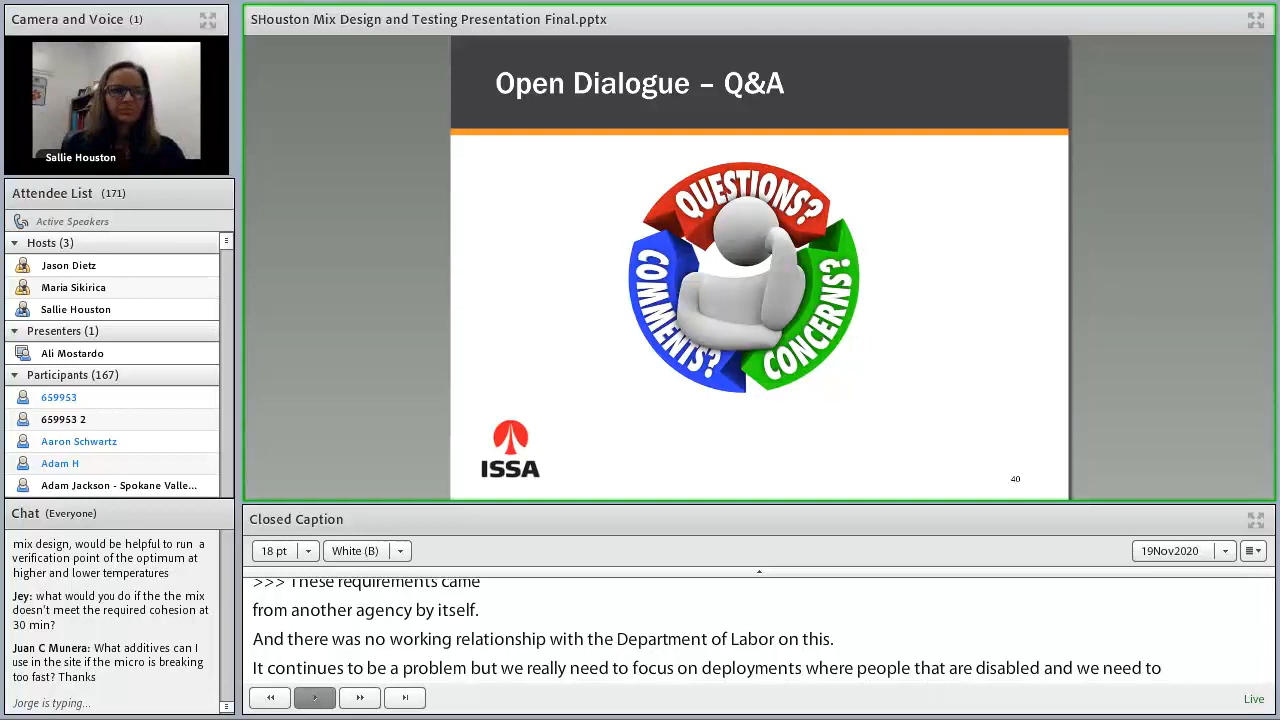 Camera and Voice (1)
Sallie Houston
Attendee List (171)
Active Speakers
Hosts (3)
Jason Dietz
Maria Sikirica
Sallie Houston
Presenters (1)
Ali Mostardo
Participants (167)
659953
659953 2
Aaron Schwartz
Adam H
Adam Jackson - Spokane Valle...
Chat (Everyone)
mix design, would be helpful to run a
verification point of the optimum at
higher and lower temperatures
Jey: what would you do if the the mix
doesn't meet the required cohesion at
30 min?
Juan C Munera: What additives can I
use in the site if the micro is breaking
too fast? Thanks
Jorge is typing...
SHouston Mix Design and Testing Presentation Final.pptx
Open Dialogue – Q&A
QUESTIONS?
COMMENTS?
CONCERNS?
ISSA
40
Closed Caption
18 pt
White (B)
19Nov2020
>>> These requirements came
from another agency by itself.
And there was no working relationship with the Department of Labor on this.
It continues to be a problem but we really need to focus on deployments where people that are disabled and we need to
Live